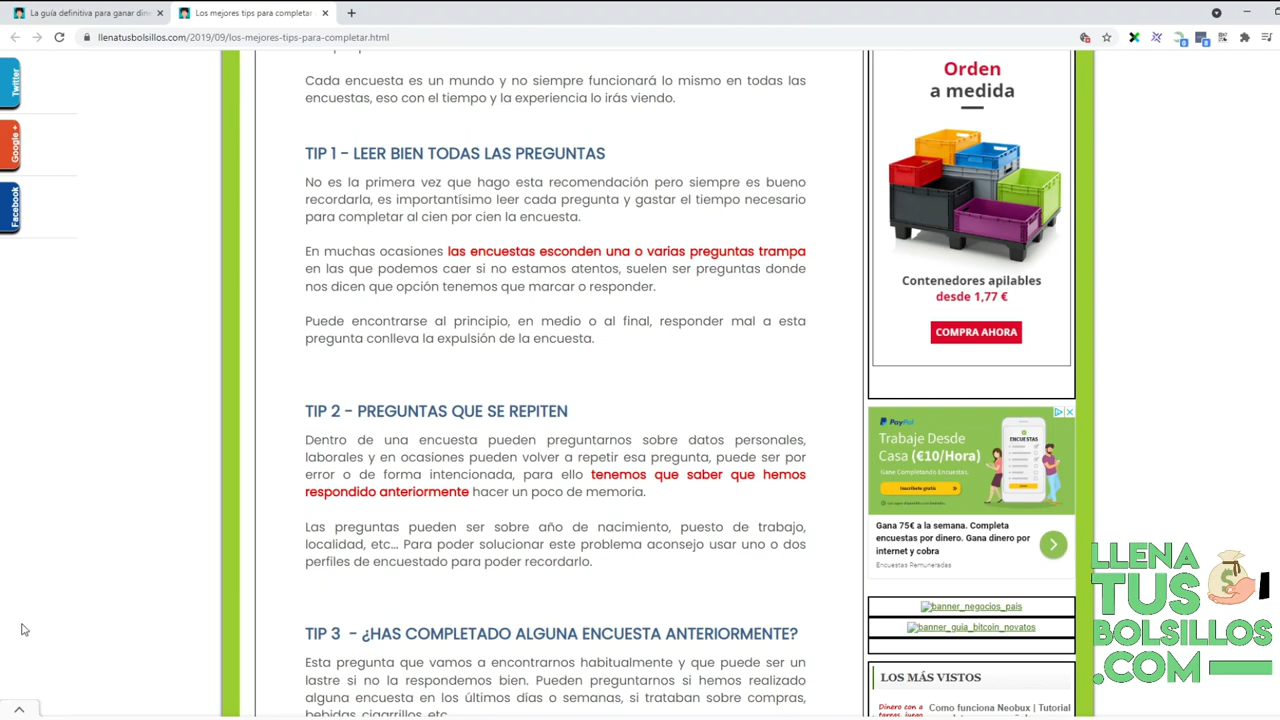 La guía definitiva para ganar din
Los mejores tips para completar
llenatusbolsillos.com/2019/09/los-mejores-tips-para-completar.html
Twitter
Google +
Facebook
Cada encuesta es un mundo y no siempre funcionará lo mismo en todas las
encuestas, eso con el tiempo y la experiencia lo irás viendo.
TIP 1 - LEER BIEN TODAS LAS PREGUNTAS
No es la primera vez que hago esta recomendación pero siempre es bueno
recordarla, es importantísimo leer cada pregunta y gastar el tiempo necesario
para completar al cien por cien la encuesta.
En muchas ocasiones las encuestas esconden una o varias preguntas trampa
en las que podemos caer si no estamos atentos, suelen ser preguntas donde
nos dicen que opción tenemos que marcar o responder.
Puede encontrarse al principio, en medio o al final, responder mal a esta
pregunta conlleva la expulsión de la encuesta.
TIP 2 - PREGUNTAS QUE SE REPITEN
Dentro de una encuesta pueden preguntarnos sobre datos personales,
laborales y en ocasiones pueden volver a repetir esa pregunta, puede ser por
error o de forma intencionada, para ello tenemos que saber que hemos
respondido anteriormente hacer un poco de memoria.
Las preguntas pueden ser sobre año de nacimiento, puesto de trabajo,
localidad, etc... Para poder solucionar este problema aconsejo usar uno o dos
perfiles de encuestado para poder recordarlo.
TIP 3 - ¿HAS COMPLETADO ALGUNA ENCUESTA ANTERIORMENTE?
Esta pregunta que vamos a encontrarnos habitualmente y que puede ser un
lastre si no la respondemos bien. Pueden preguntarnos si hemos realizado
alguna encuesta en los últimos días o semanas, si trataban sobre compras,
bebidas, cigarrillos, etc
Orden
a medida
Contenedores apilables
desde 1,77 €
COMPRA AHORA
PayPal
Trabaje Desde
Casa (€10/Hora)
Gane Completando Encuestas.
Inscríbete gratis
ENCUESTAS
Gana 75€ a la semana. Completa
encuestas por dinero. Gana dinero por
internet y cobra
Encuestas Remuneradas
banner_negocios_pais
banner_guia_bitcoin_novatos
LOS MÁS VISTOS
Dinero con a
Como funciona Neobux | Tutorial
LLENA
TUS
BOLSILLOS
.COM